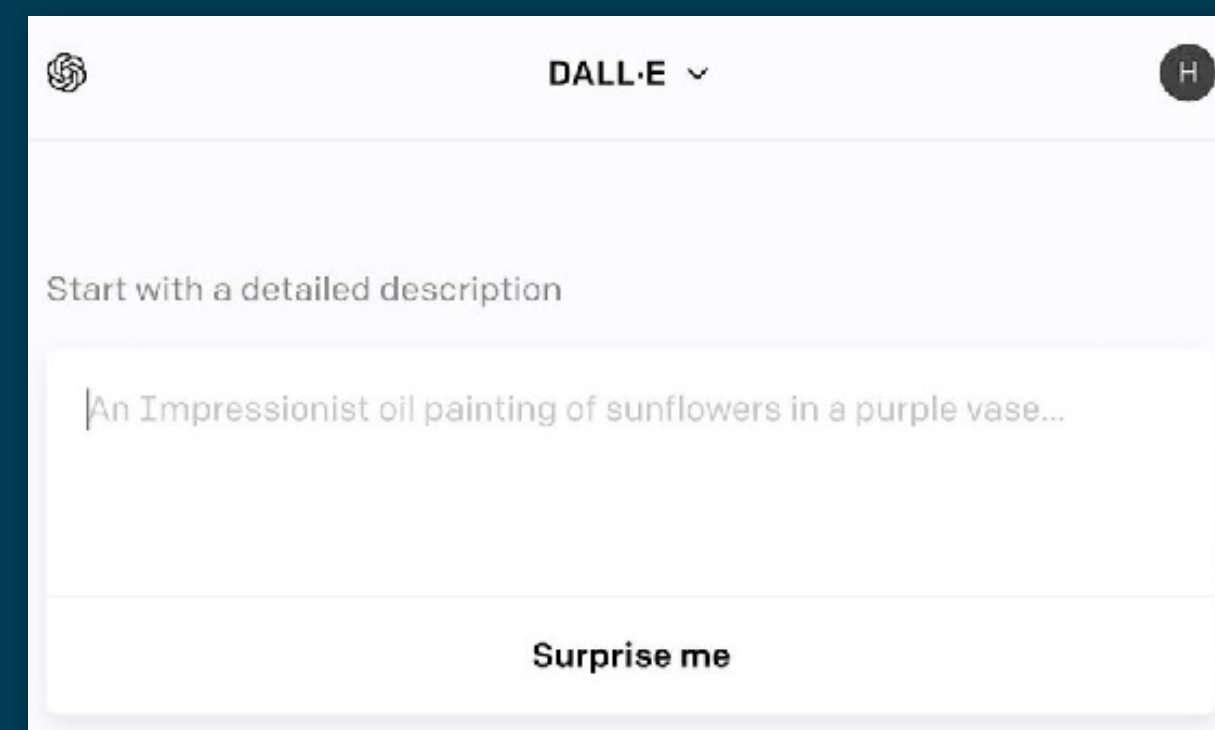 DALL·E
H
Start with a detailed description
An Impressionist oil painting of sunflowers in a purple vase...
Surprise me